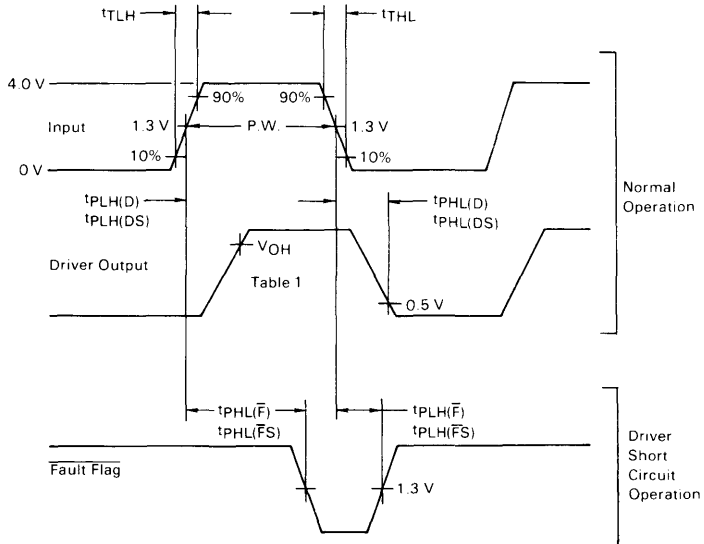 tTLH
tTHL
4.0 V
90%
90%
Input
1.3 V
P.W.
1.3 V
10%
10%
0 V
tPLH(D)
tPLH(DS)
tPHL(D)
tPHL(DS)
Normal
Operation
VOH
Driver Output
Table 1
0.5 V
tPHL(F̅)
tPHL(F̅S)
tPLH(F̅)
tPLH(F̅S)
Fault Flag
1.3 V
Driver
Short
Circuit
Operation